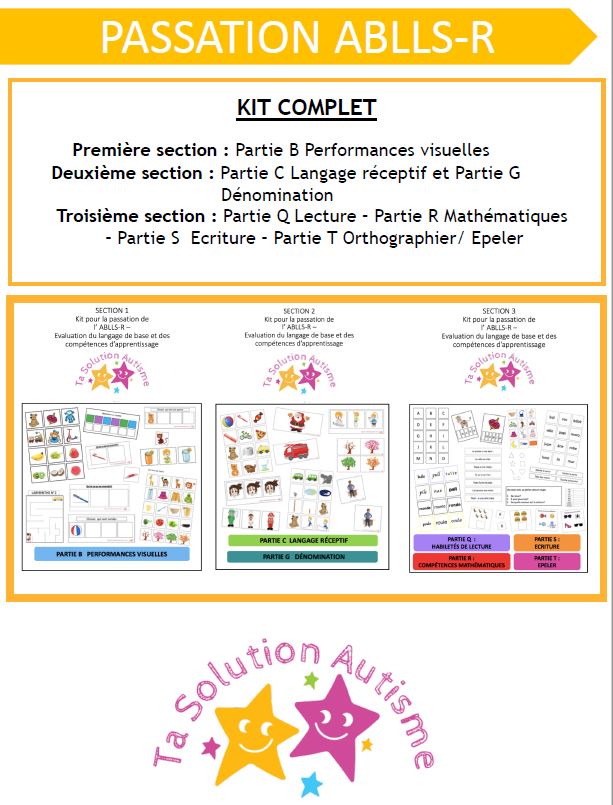 PASSATION ABLLS-R
KIT COMPLET
Première section : Partie B Performances visuelles
Deuxième section : Partie C Langage réceptif et Partie G
Dénomination
Troisième section : Partie Q Lecture - Partie R Mathématiques
– Partie S Ecriture – Partie T Orthographier/ Epeler
SECTION 1
Kit pour la passation de
l' ABLLS-R –
Evaluation du langage de base et des
compétences d'apprentissage
Ta Solution Autisme
PARTIE B PERFORMANCES VISUELLES
SECTION 2
Kit pour la passation de
l' ABLLS-R –
Evaluation du langage de base et des
compétences d'apprentissage
Ta Solution Autisme
PARTIE C LANGAGE RÉCEPTIF
PARTIE G DÉNOMINATION
SECTION 3
Kit pour la passation de
l' ABLLS-R –
Evaluation du langage de base et des
compétences d'apprentissage
Ta Solution Autisme
PARTIE Q :
HABILETÉS DE LECTURE
PARTIE S :
ECRITURE
PARTIE R :
COMPÉTENCES MATHÉMATIQUES
PARTIE T :
EPELER
Ta Solution Autisme